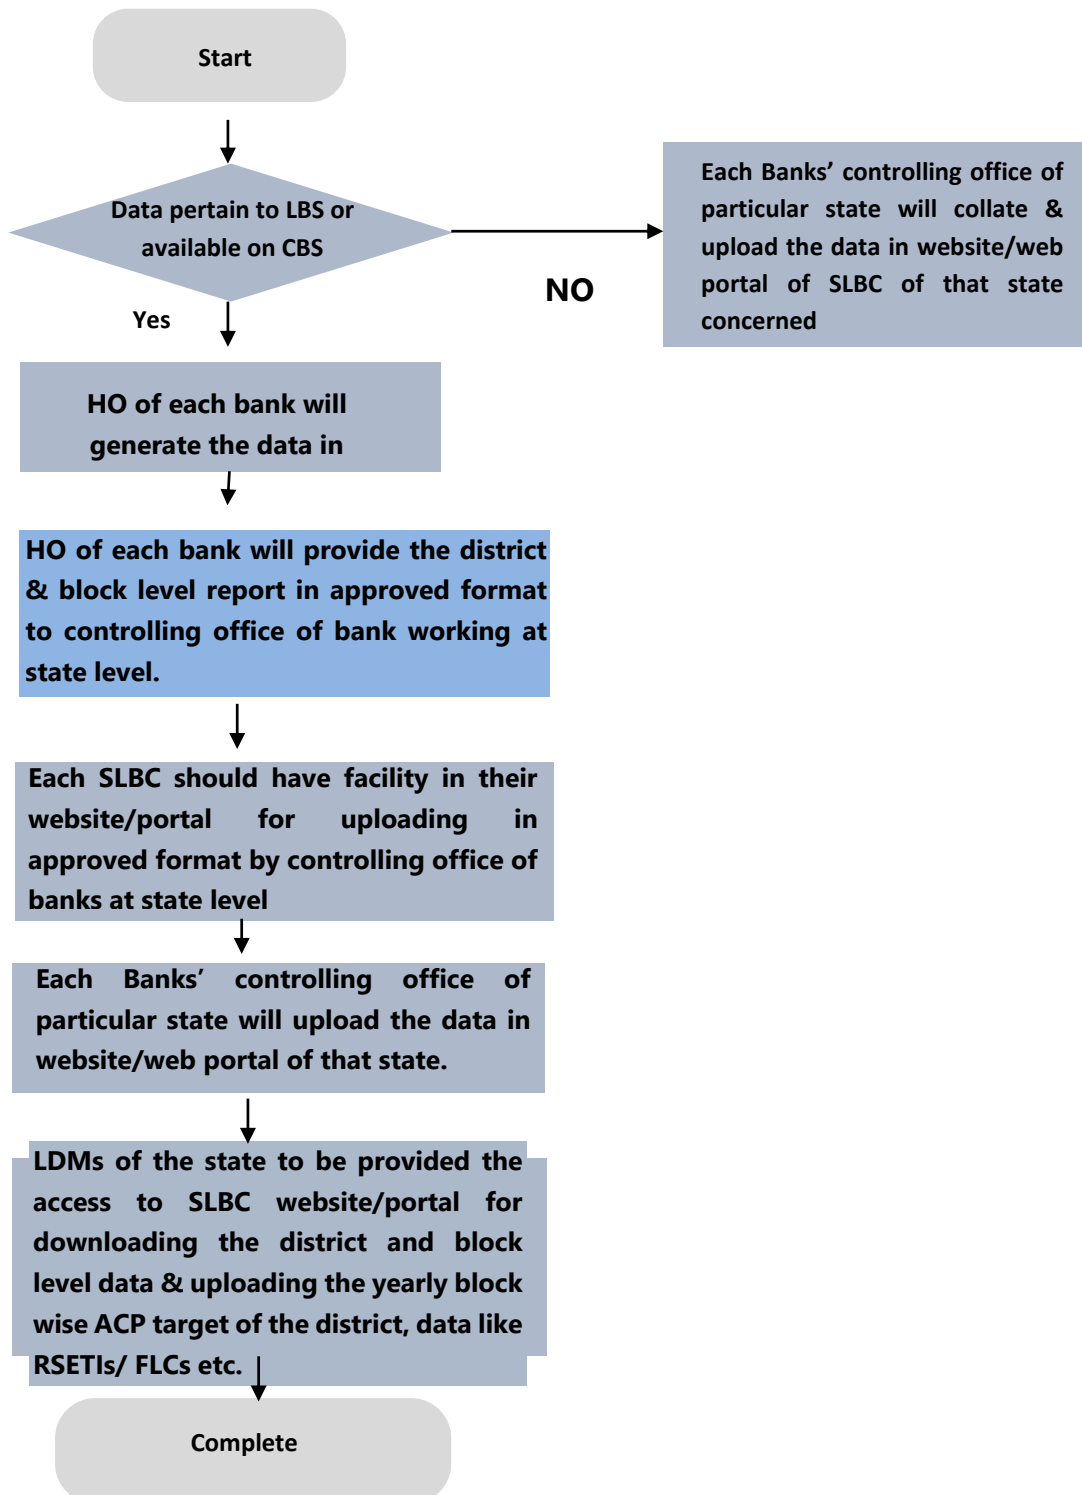 Start
Data pertain to LBS or
available on CBS
NO
Each Banks’ controlling office of
particular state will collate &
upload the data in website/web
portal of SLBC of that state
concerned
Yes
HO of each bank will
generate the data in
HO of each bank will provide the district
& block level report in approved format
to controlling office of bank working at
state level.
Each SLBC should have facility in their
website/portal for uploading in
approved format by controlling office of
banks at state level
Each Banks’ controlling office of
particular state will upload the data in
website/web portal of that state.
LDMs of the state to be provided the
access to SLBC website/portal for
downloading the district and block
level data & uploading the yearly block
wise ACP target of the district, data like
RSETIs/ FLCs etc.
Complete